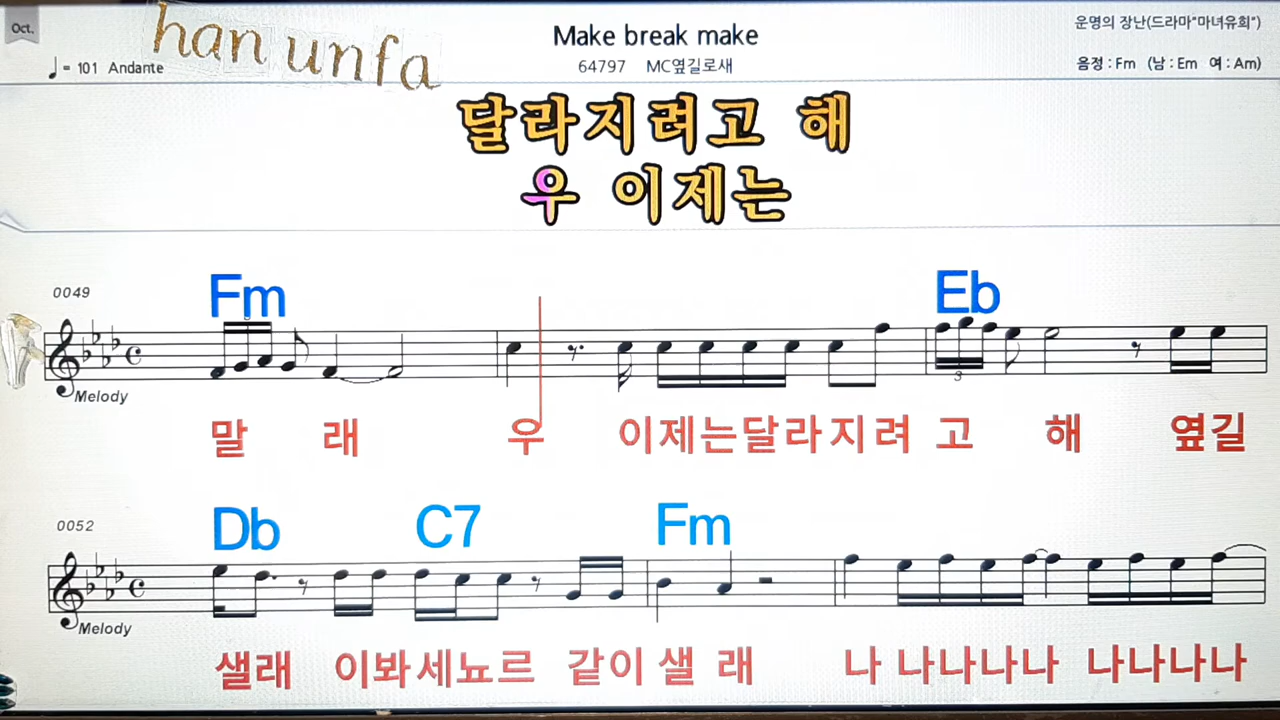 Oct.
han unfa
♩= 101 Andante
Make break make
64797 MC옆길로새
운명의 장난(드라마"마녀유희")
음정 : Fm (남 : Em 여 : Am)
달라지려고 해
우 이제는
0049
Fm Eb
3
Melody
말 래 우 이제는달라지려 고 해 옆길
0052
Db C7 Fm
Melody
샐래 이봐세뇨르 같이 샐 래 나 나나나나 나나나나